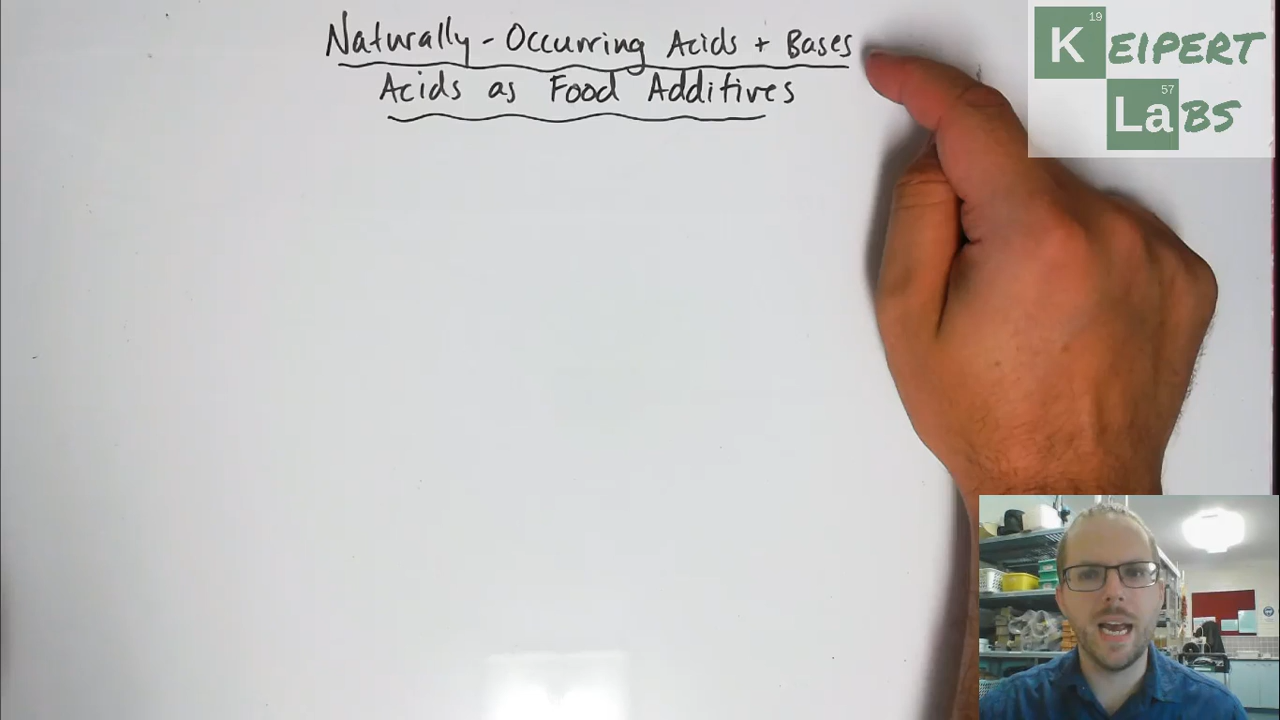 Naturally-Occurring Acids + Bases
Acids as Food Additives
19
KEIPERT
57
LaBS